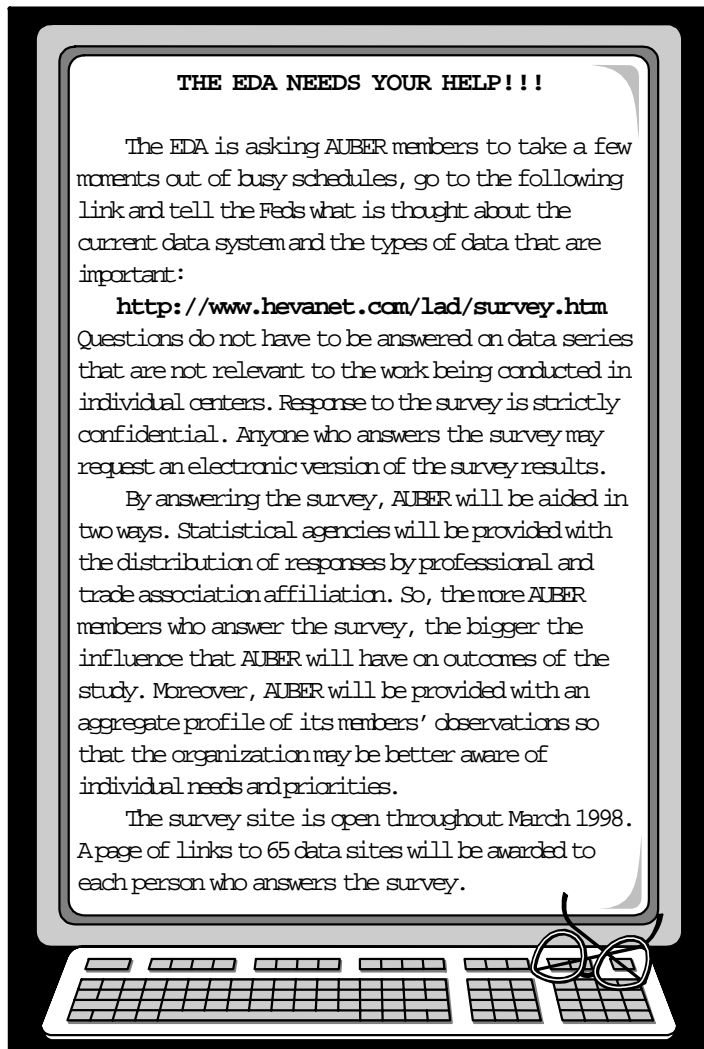 THE EDA NEEDS YOUR HELP!!!
The EDA is asking AUBER members to take a few
moments out of busy schedules, go to the following
link and tell the Feds what is thought about the
current data system and the types of data that are
important:
http://www.hevanet.com/lad/survey.htm
Questions do not have to be answered on data series
that are not relevant to the work being conducted in
individual centers. Response to the survey is strictly
confidential. Anyone who answers the survey may
request an electronic version of the survey results.
By answering the survey, AUBER will be aided in
two ways. Statistical agencies will be provided with
the distribution of responses by professional and
trade association affiliation. So, the more AUBER
members who answer the survey, the bigger the
influence that AUBER will have on outcomes of the
study. Moreover, AUBER will be provided with an
aggregate profile of its members’ observations so
that the organization may be better aware of
individual needs and priorities.
The survey site is open throughout March 1998.
A page of links to 65 data sites will be awarded to
each person who answers the survey.